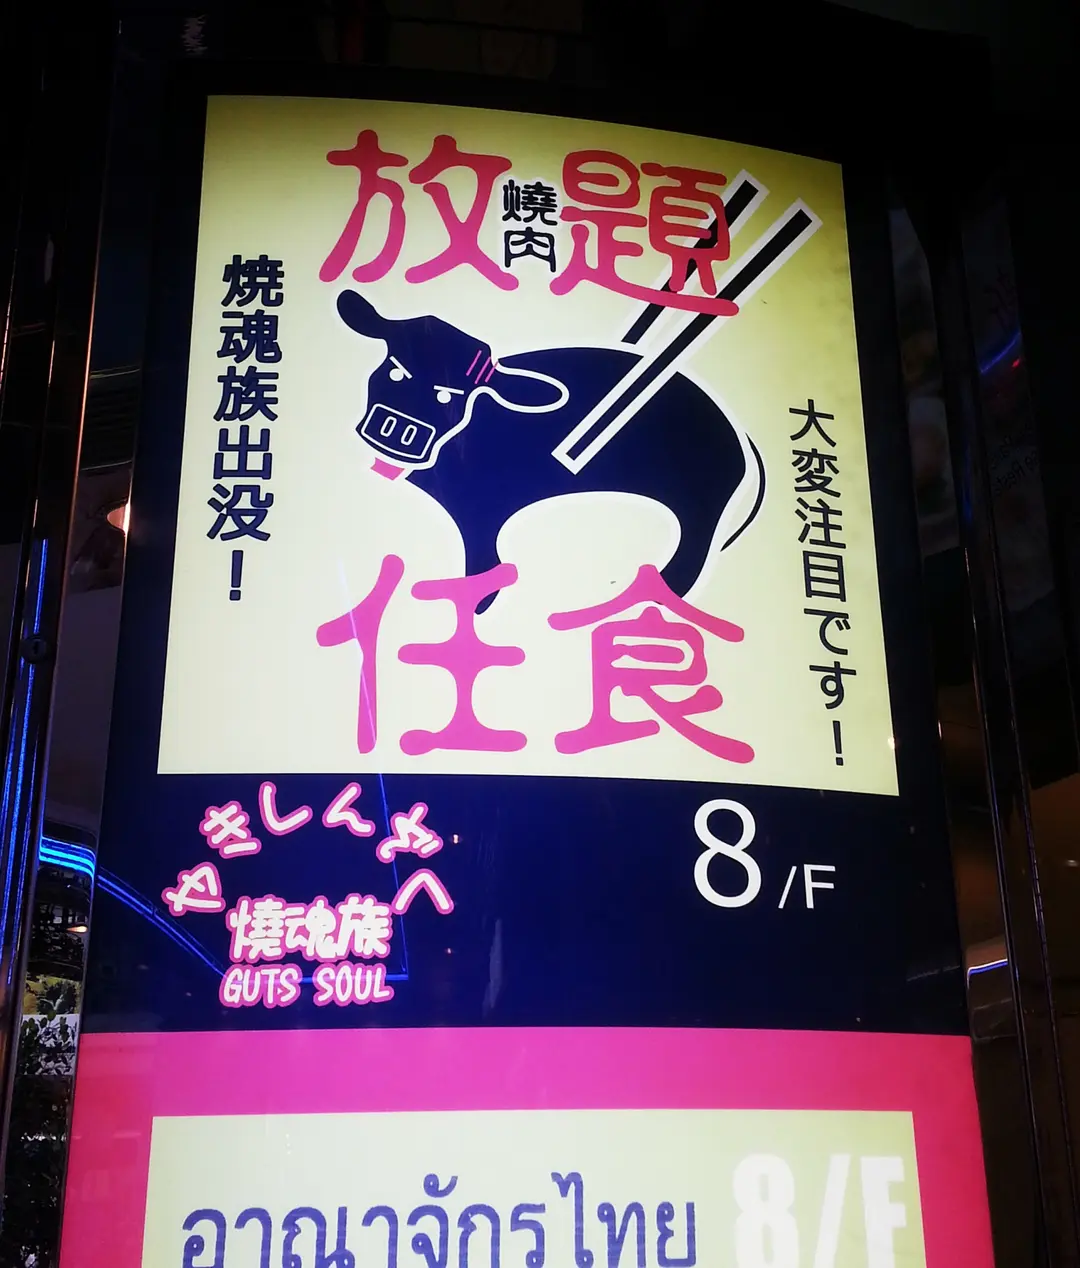 放題
燒肉
焼魂族出没！
大変注目です！
任食
やきしんぞく
燒魂族
GUTS SOUL
8/F
อาณาจักรไทย
8/F